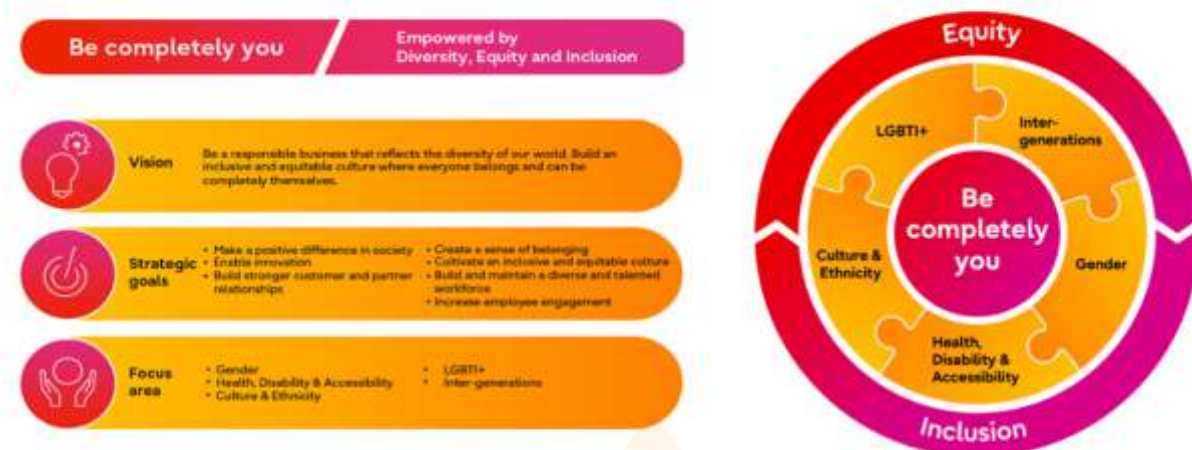 Be completely you
Empowered by
Diversity, Equity and Inclusion
Vision
Be a responsible business that reflects the diversity of our world. Build an
inclusive and equitable culture where everyone belongs and can be
completely themselves.
Strategic
goals
• Make a positive difference in society
• Enable innovation
• Build stronger customer and partner
relationships
• Create a sense of belonging
• Cultivate an inclusive and equitable culture
• Build and maintain a diverse and talented
workforce
• Increase employee engagement
Focus
area
• Gender
• Health, Disability & Accessibility
• Culture & Ethnicity
• LGBTI+
• Inter-generations
Equity
LGBTI+
Inter-
generations
Be
completely
you
Culture &
Ethnicity
Gender
Health,
Disability &
Accessibility
Inclusion